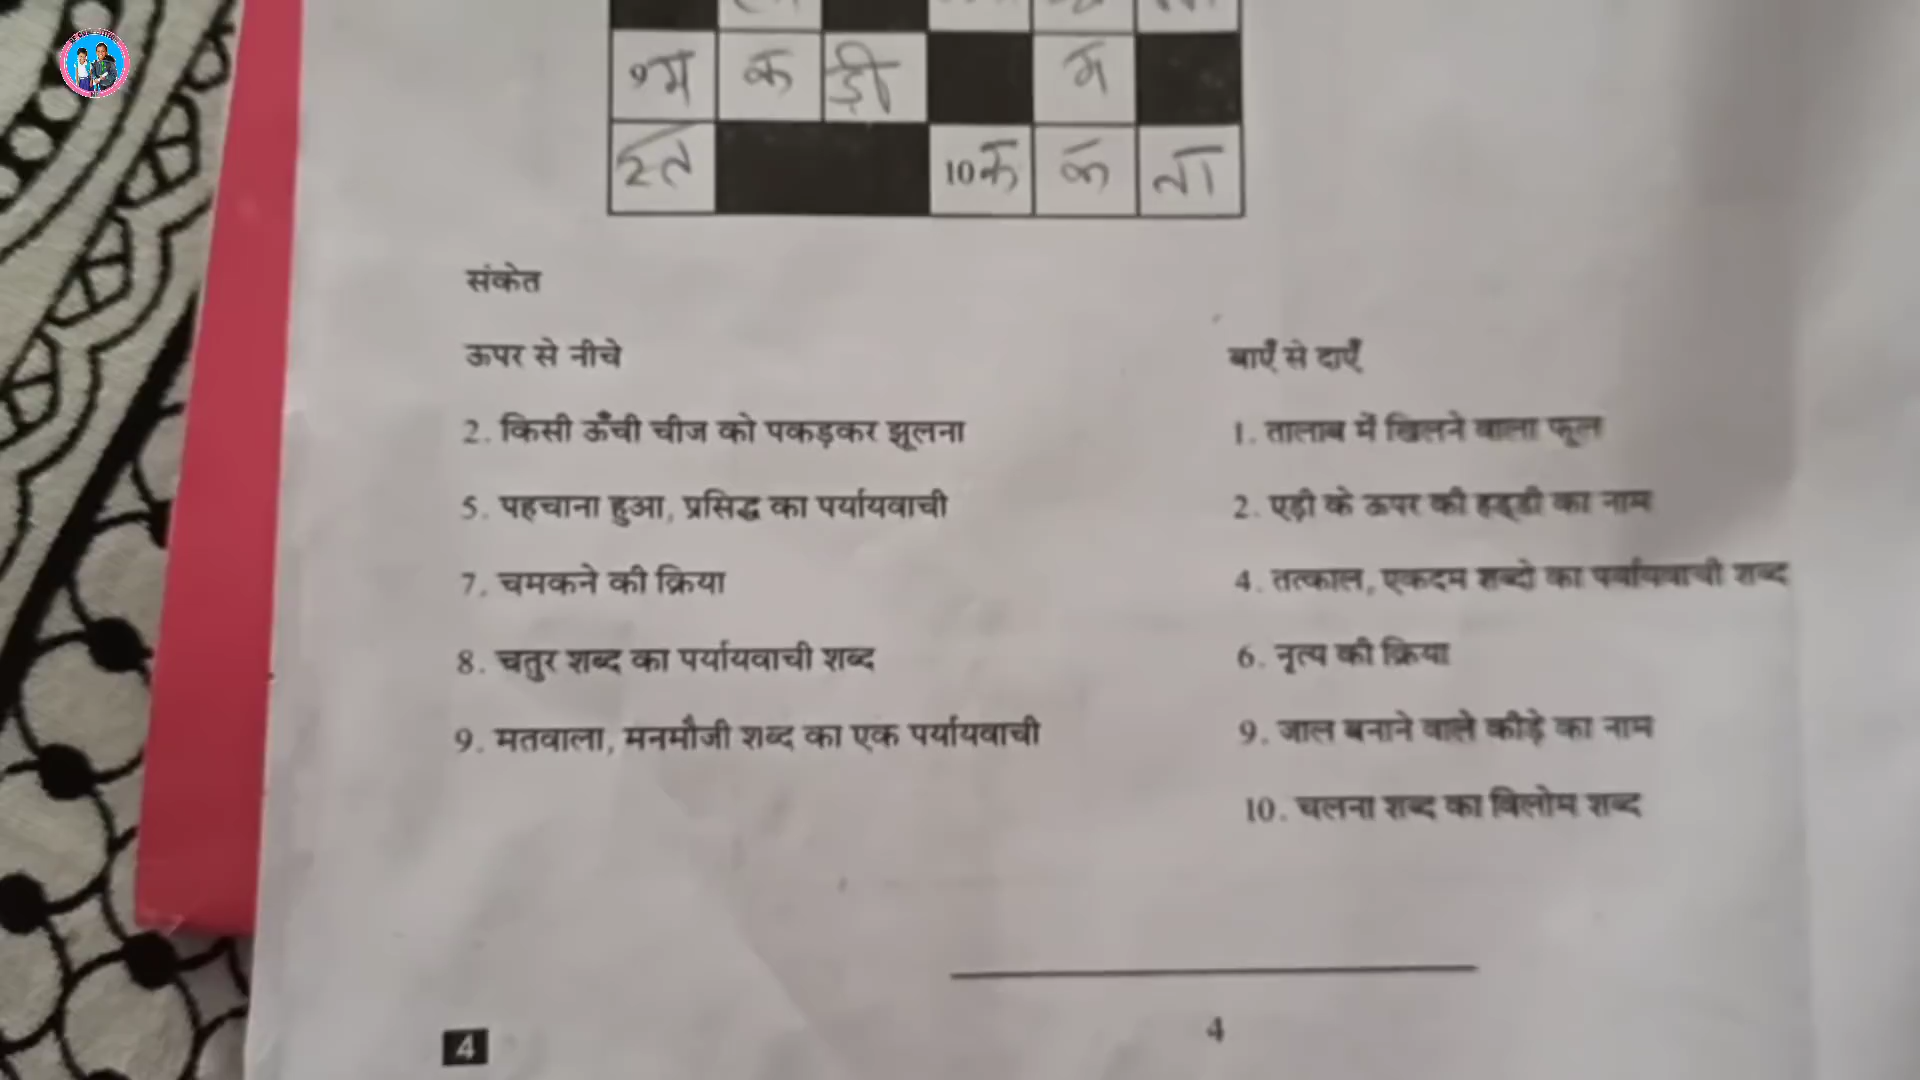 9म क ड़ी म
स्त 10रू क ना
संकेत
ऊपर से नीचे
2. किसी ऊँची चीज को पकड़कर झूलना
5. पहचाना हुआ, प्रसिद्ध का पर्यायवाची
7. चमकने की क्रिया
8. चतुर शब्द का पर्यायवाची शब्द
9. मतवाला, मनमौजी शब्द का एक पर्यायवाची
बाएँ से दाएँ
1. तालाब में खिलने वाला फूल
2. एड़ी के ऊपर की हड्डी का नाम
4. तत्काल, एकदम शब्दो का पर्यायवाची शब्द
6. नृत्य की क्रिया
9. जाल बनाने वाले कीड़े का नाम
10. चलना शब्द का विलोम शब्द
4
4